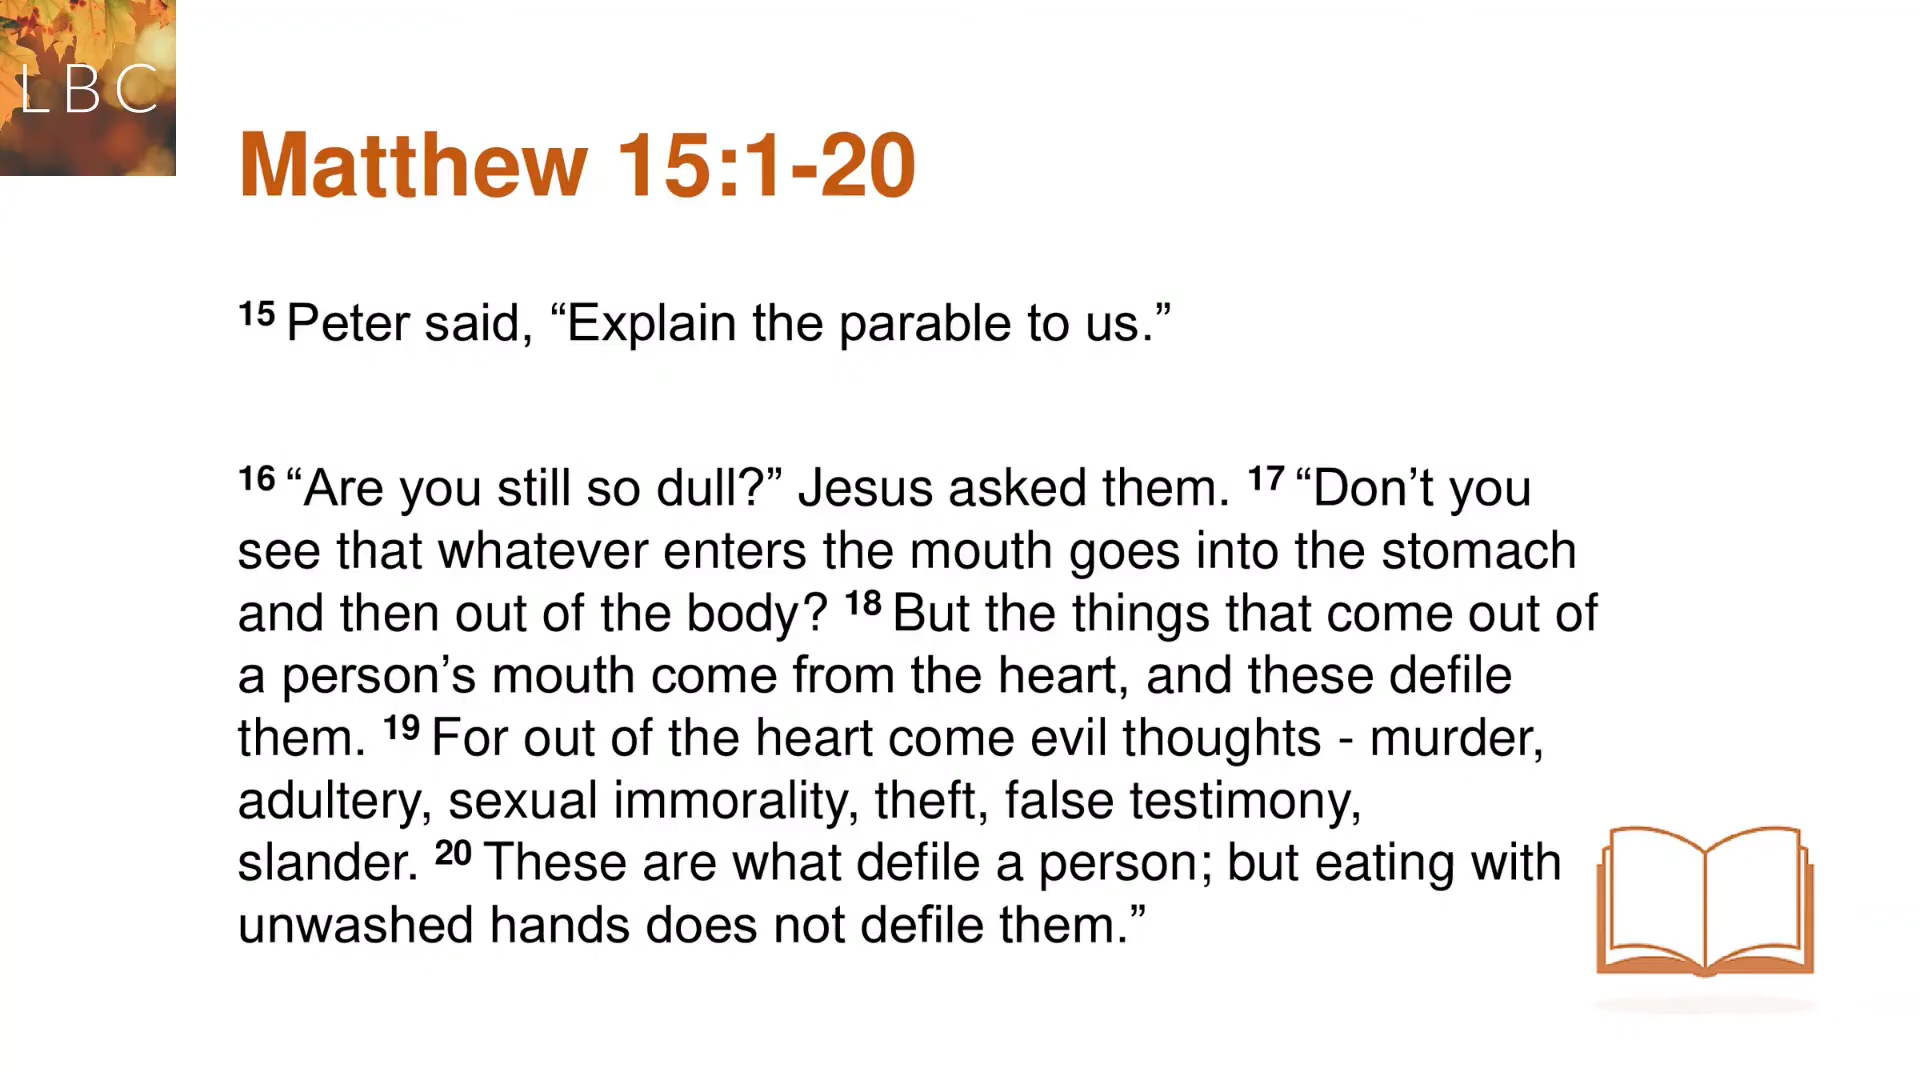 LBC
Matthew 15:1-20
15 Peter said, “Explain the parable to us.”
16 “Are you still so dull?” Jesus asked them. 17 “Don’t you
see that whatever enters the mouth goes into the stomach
and then out of the body? 18 But the things that come out of
a person’s mouth come from the heart, and these defile
them. 19 For out of the heart come evil thoughts - murder,
adultery, sexual immorality, theft, false testimony,
slander. 20 These are what defile a person; but eating with
unwashed hands does not defile them.”